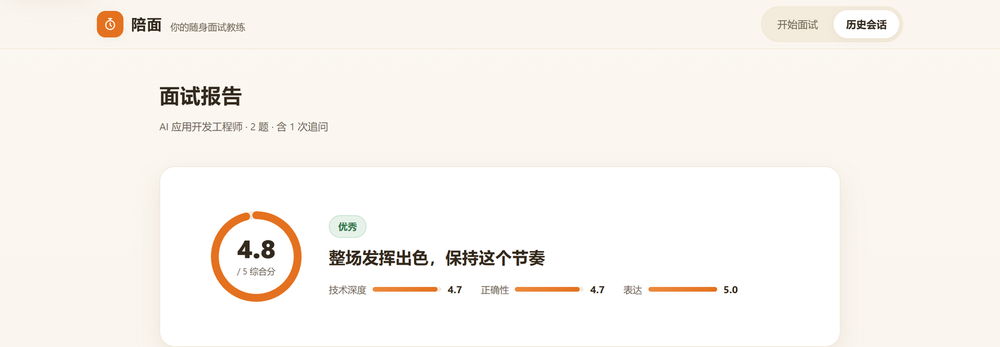 陪面 你的随身面试教练
开始面试 历史会话
面试报告
AI 应用开发工程师 · 2 题 · 含 1 次追问
优秀
4.8
/ 5 综合分
整场发挥出色，保持这个节奏
技术深度 4.7 正确性 4.7 表达 5.0